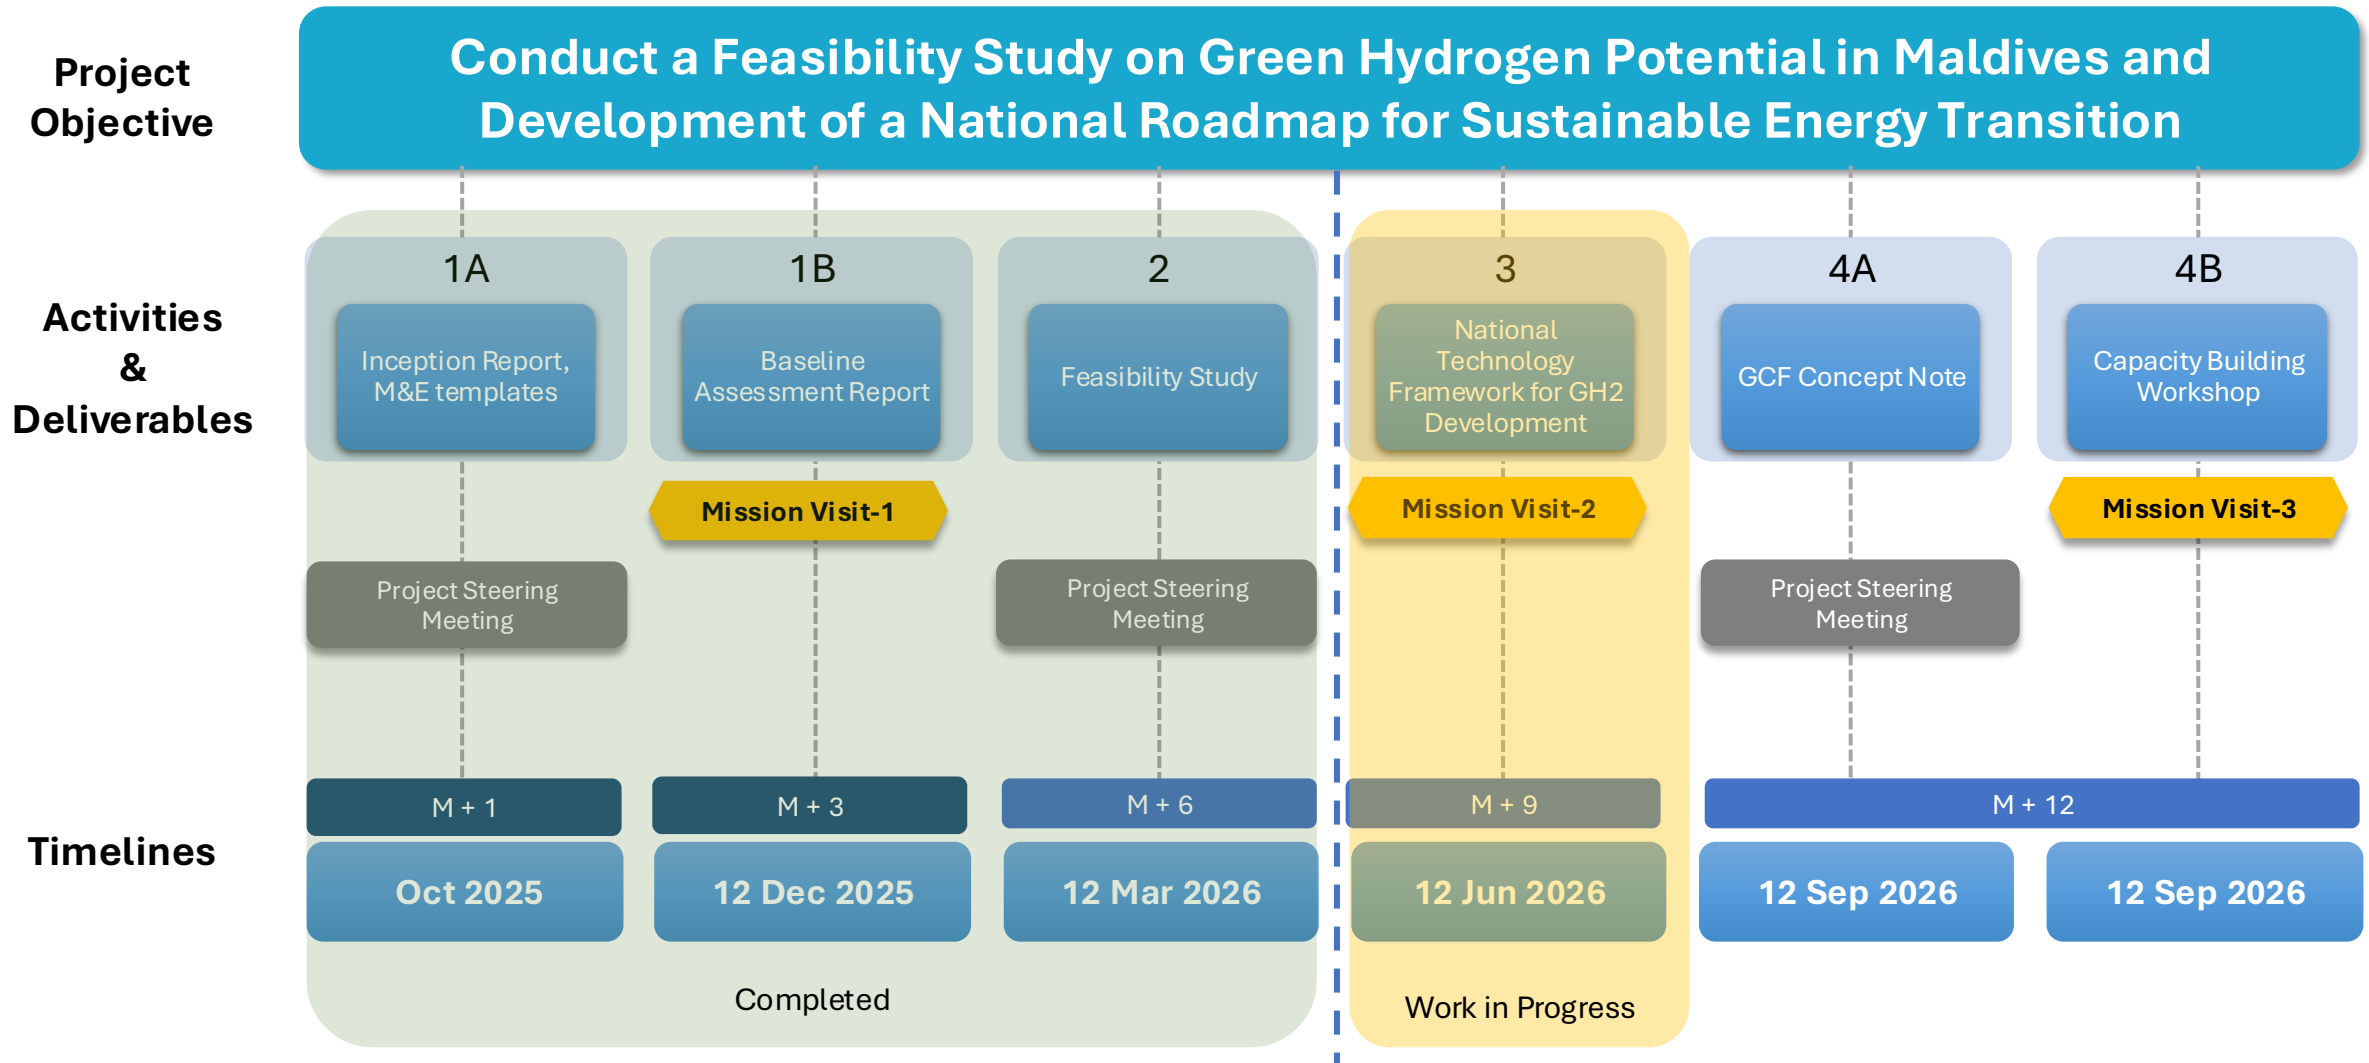 Project
Objective
Conduct a Feasibility Study on Green Hydrogen Potential in Maldives and
Development of a National Roadmap for Sustainable Energy Transition
Activities
&
Deliverables
1A
Inception Report,
M&E templates
1B
Baseline
Assessment Report
2
Feasibility Study
3
National
Technology
Framework for GH2
Development
4A
GCF Concept Note
4B
Capacity Building
Workshop
Mission Visit-1
Mission Visit-2
Mission Visit-3
Project Steering
Meeting
Project Steering
Meeting
Project Steering
Meeting
Timelines
M + 1
M + 3
M + 6
M + 9
M + 12
Oct 2025
12 Dec 2025
12 Mar 2026
12 Jun 2026
12 Sep 2026
12 Sep 2026
Completed
Work in Progress